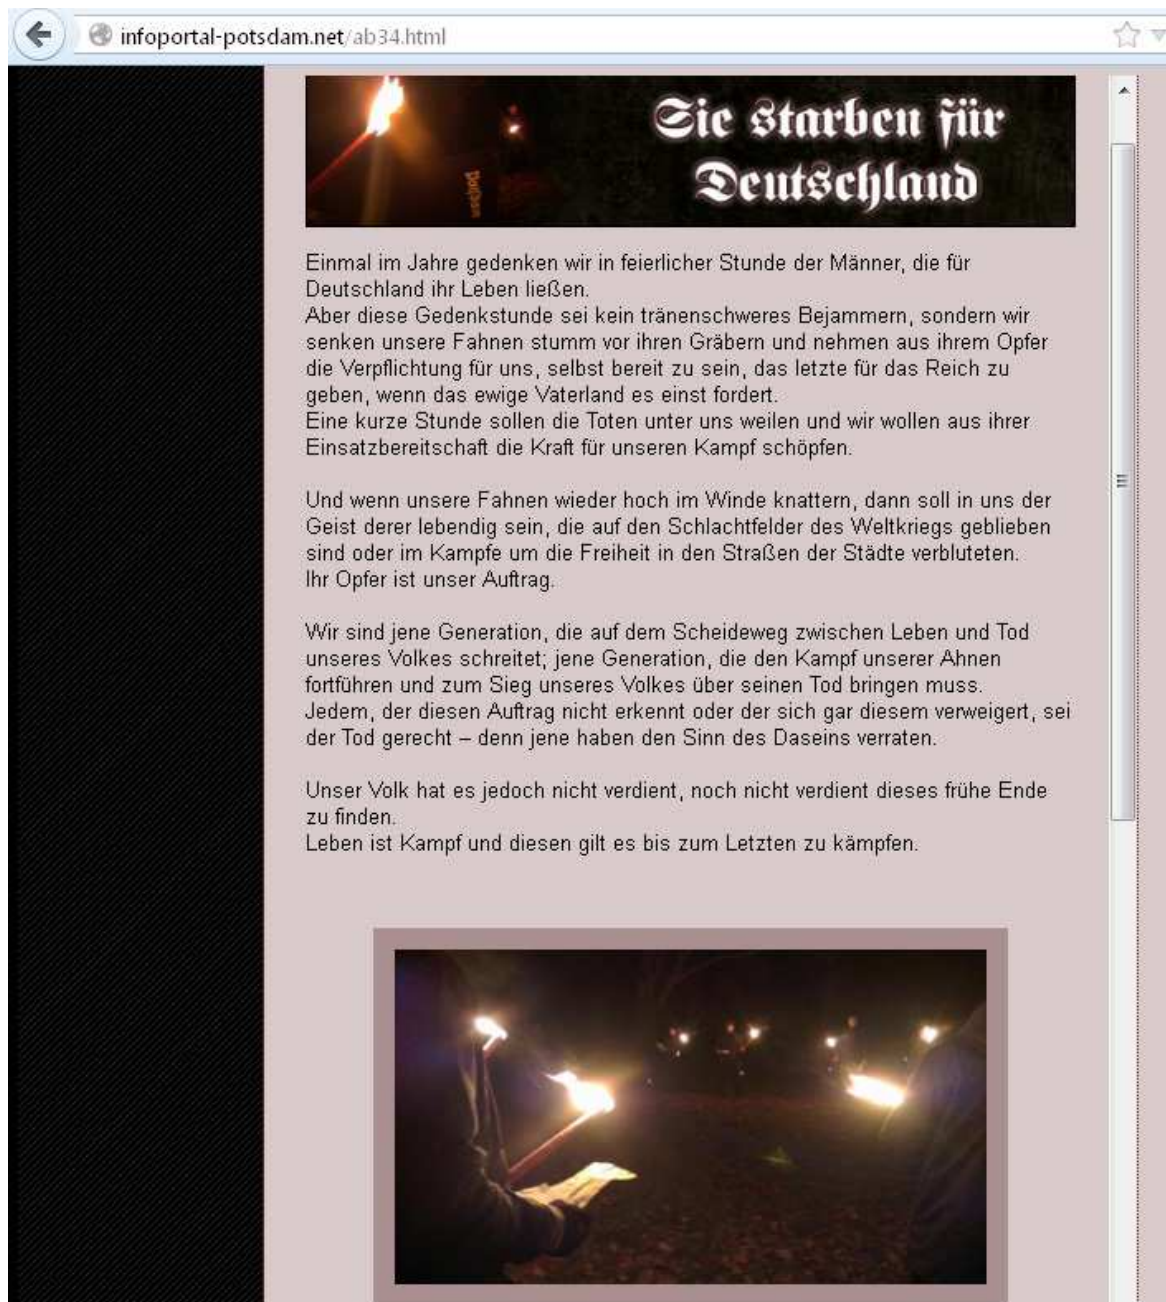 infoportal-potsdam.net/ab34.html
Sie starben für
Deutschland
Einmal im Jahre gedenken wir in feierlicher Stunde der Männer, die für
Deutschland ihr Leben ließen.
Aber diese Gedenkstunde sei kein tränenschweres Bejammern, sondern wir
senken unsere Fahnen stumm vor ihren Gräbern und nehmen aus ihrem Opfer
die Verpflichtung für uns, selbst bereit zu sein, das letzte für das Reich zu
geben, wenn das ewige Vaterland es einst fordert.
Eine kurze Stunde sollen die Toten unter uns weilen und wir wollen aus ihrer
Einsatzbereitschaft die Kraft für unseren Kampf schöpfen.
Und wenn unsere Fahnen wieder hoch im Winde knattern, dann soll in uns der
Geist derer lebendig sein, die auf den Schlachtfelder des Weltkriegs geblieben
sind oder im Kampfe um die Freiheit in den Straßen der Städte verbluteten.
Ihr Opfer ist unser Auftrag.
Wir sind jene Generation, die auf dem Scheideweg zwischen Leben und Tod
unseres Volkes schreitet; jene Generation, die den Kampf unserer Ahnen
fortführen und zum Sieg unseres Volkes über seinen Tod bringen muss.
Jedem, der diesen Auftrag nicht erkennt oder der sich gar diesem verweigert, sei
der Tod gerecht – denn jene haben den Sinn des Daseins verraten.
Unser Volk hat es jedoch nicht verdient, noch nicht verdient dieses frühe Ende
zu finden.
Leben ist Kampf und diesen gilt es bis zum Letzten zu kämpfen.